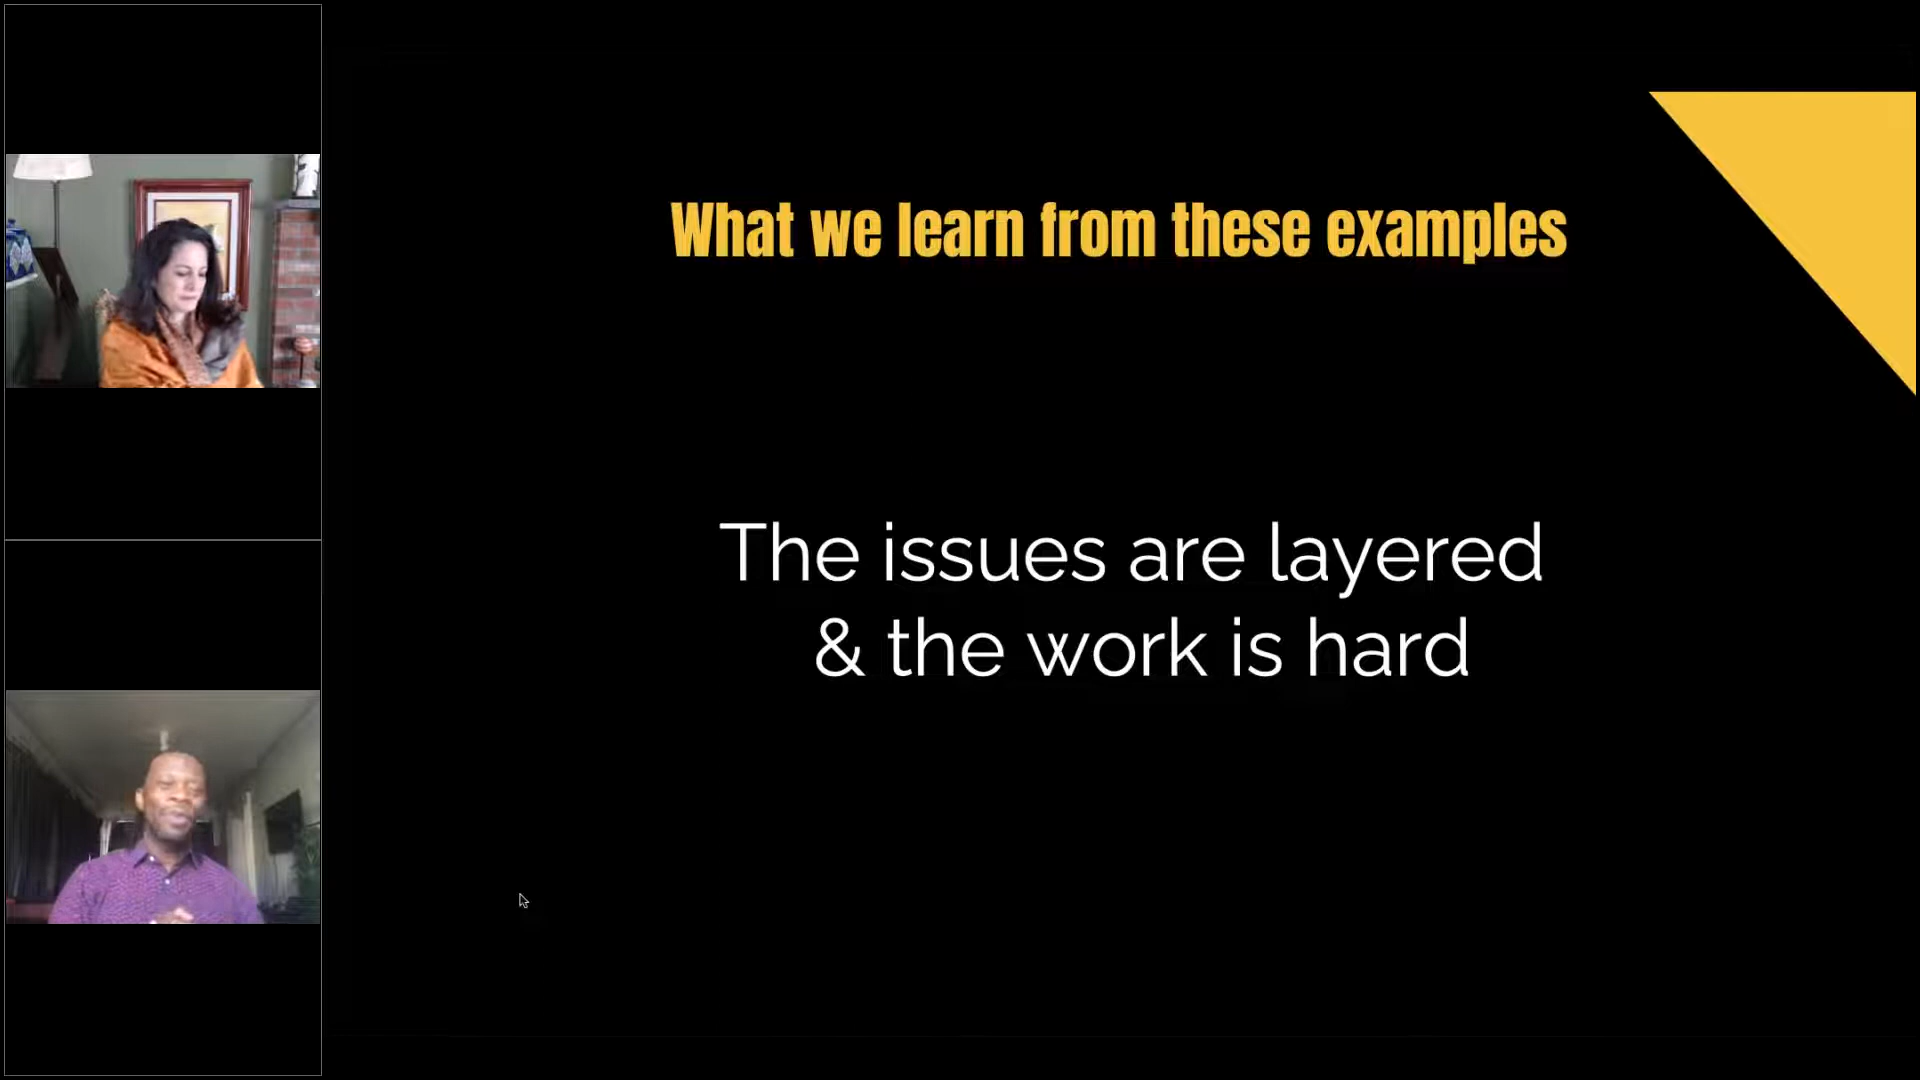 What we learn from these examples
The issues are layered
& the work is hard